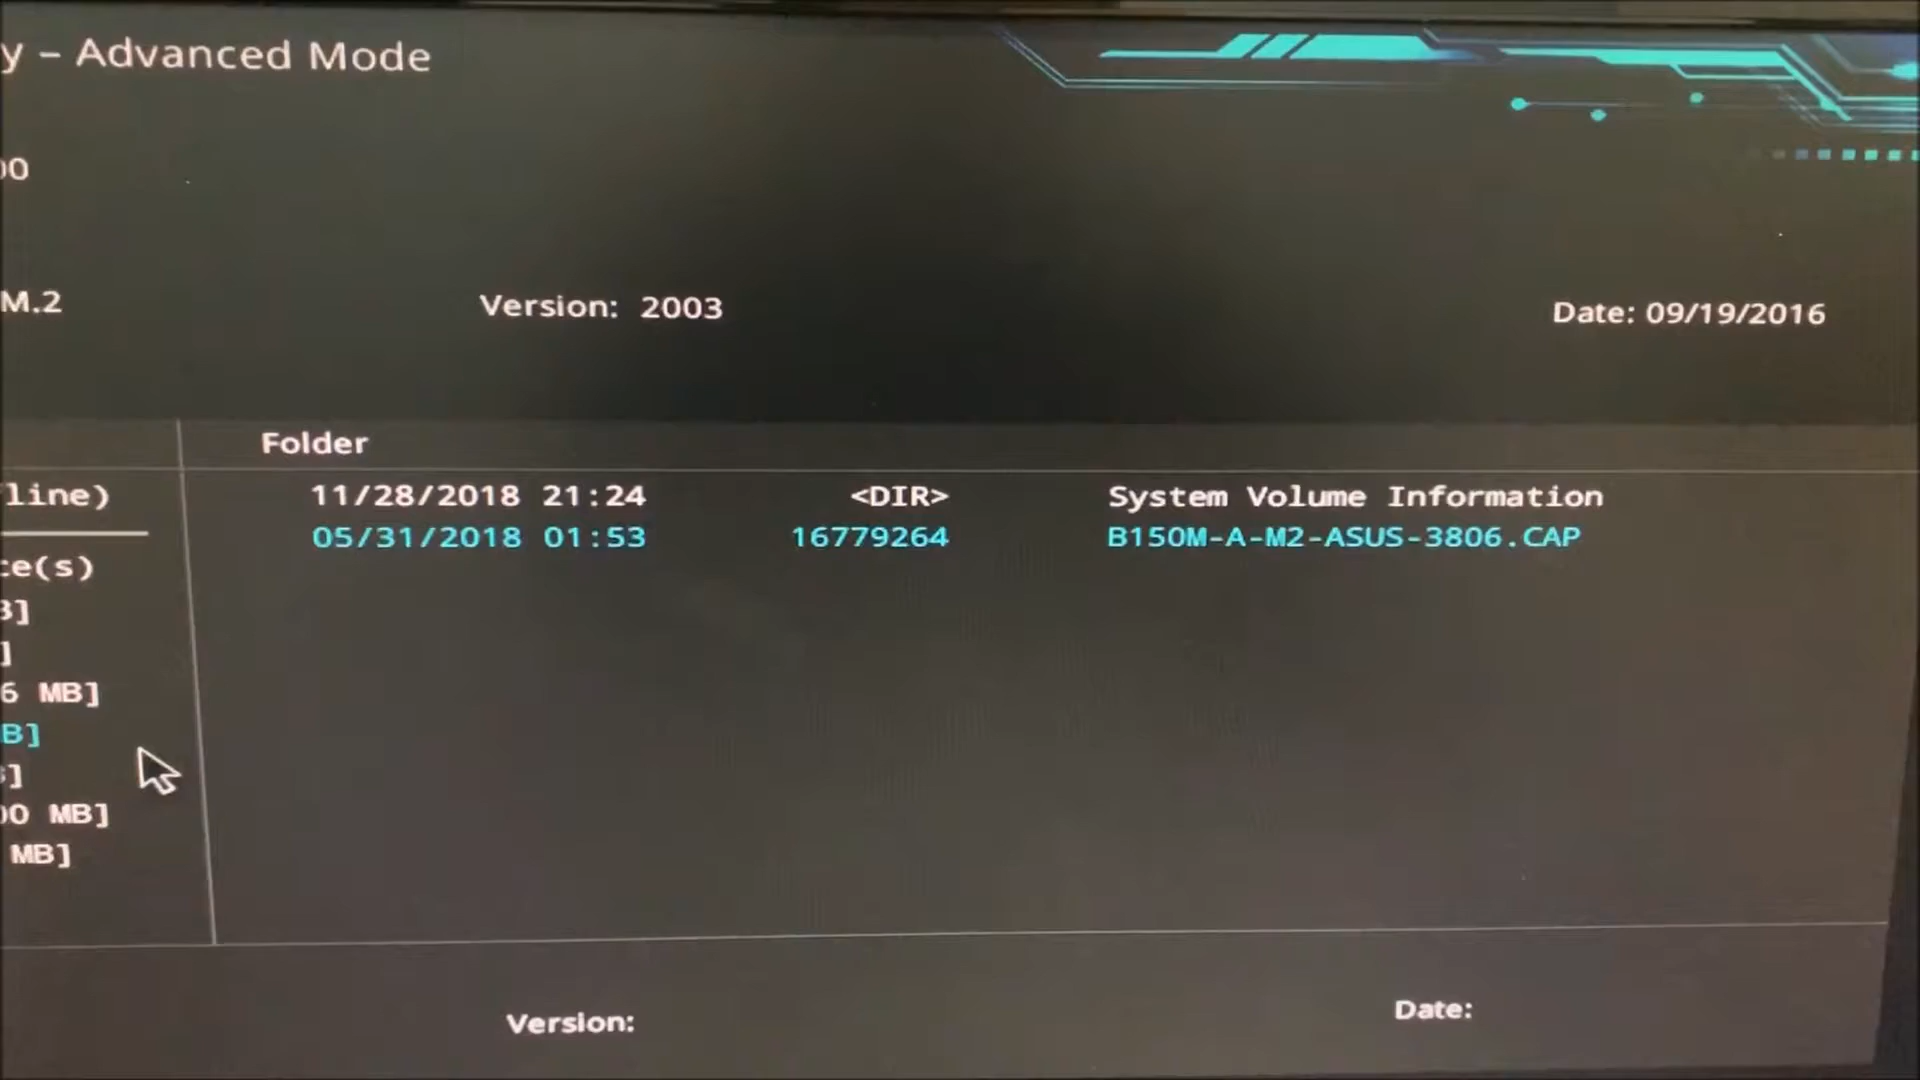 y – Advanced Mode
00
M.2 Version: 2003 Date: 09/19/2016
Folder
line) 11/28/2018 21:24 <DIR> System Volume Information
05/31/2018 01:53 16779264 B150M-A-M2-ASUS-3806.CAP
ce(s)
B]
]
6 MB]
B]
]
00 MB]
MB]
Version: Date: